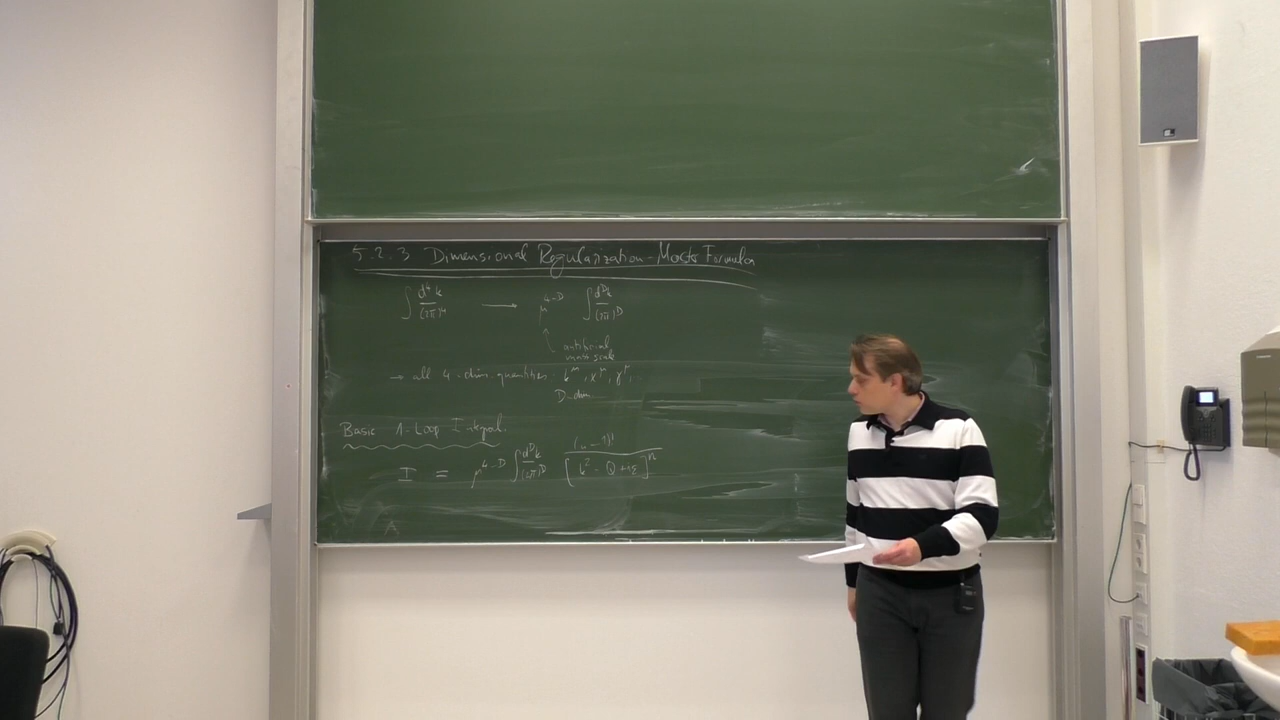 5.2.3 Dimensional Regularization - Master Formulon
∫ d⁴k/(2π)⁴ → μ^{4-D} ∫ d^Dk/(2π)^D
artificial
mass scale
→ all 4-dim. quantities k^μ, x^μ, γ^μ, ...
D-dim.
Basic 1-Loop Integral.
I = μ^{4-D} ∫ d^Dk/(2π)^D (n-1)!/[k² - Q + iε]^n